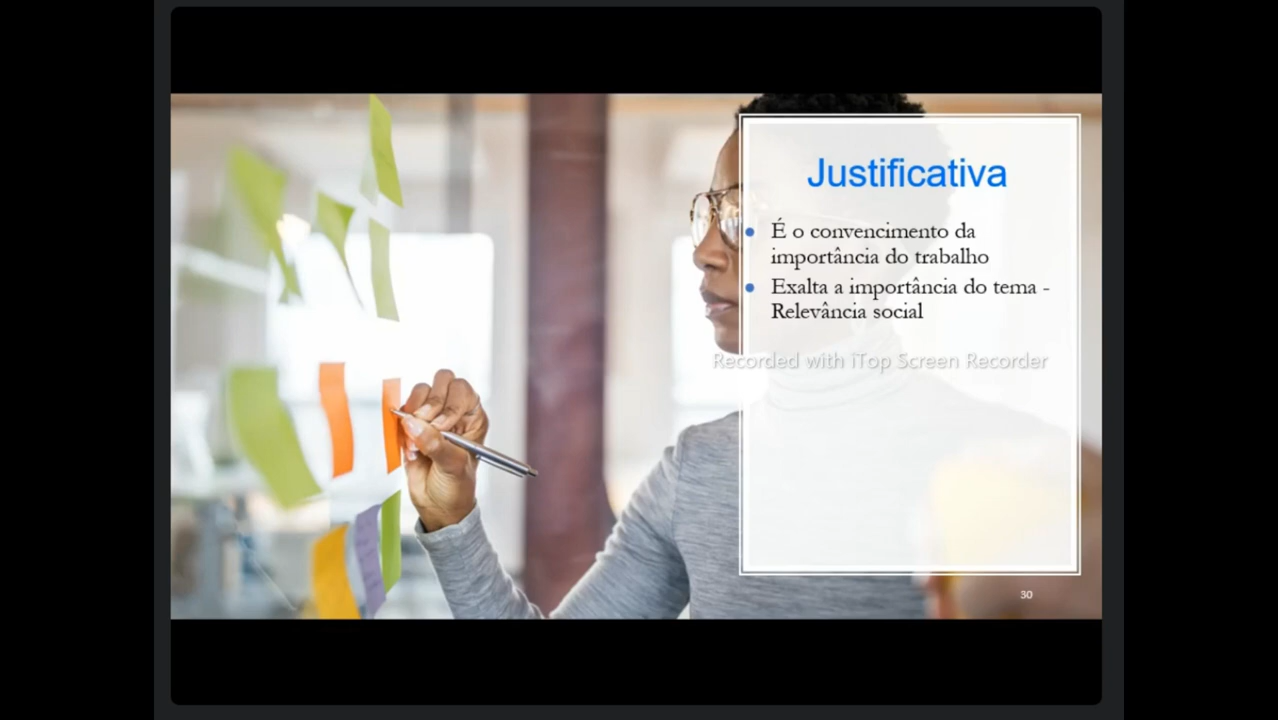 Justificativa
É o convencimento da
importância do trabalho
Exalta a importância do tema -
Relevância social
Recorded with iTop Screen Recorder
30